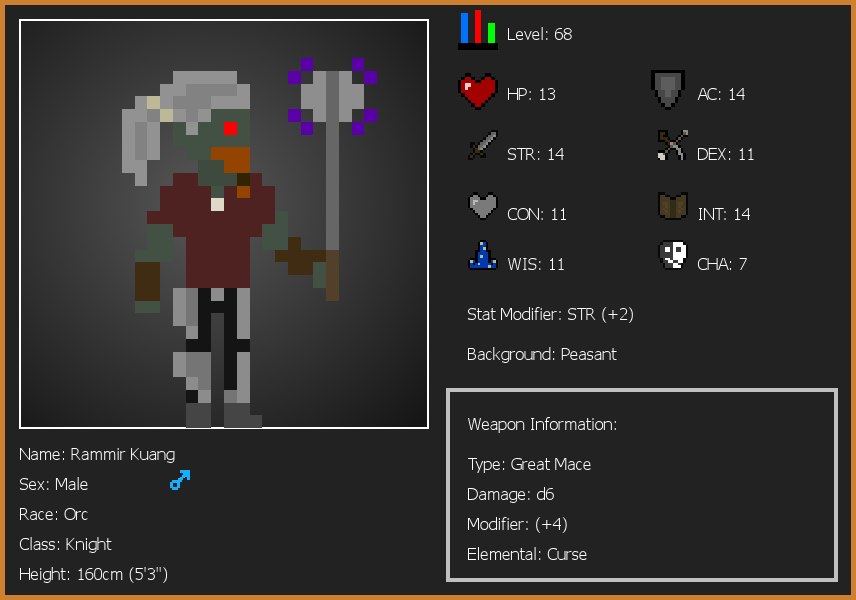 Level: 68
HP: 13
AC: 14
STR: 14
DEX: 11
CON: 11
INT: 14
WIS: 11
CHA: 7
Stat Modifier: STR (+2)
Background: Peasant
Weapon Information:
Type: Great Mace
Damage: d6
Modifier: (+4)
Elemental: Curse
Name: Rammir Kuang
Sex: Male
Race: Orc
Class: Knight
Height: 160cm (5'3")